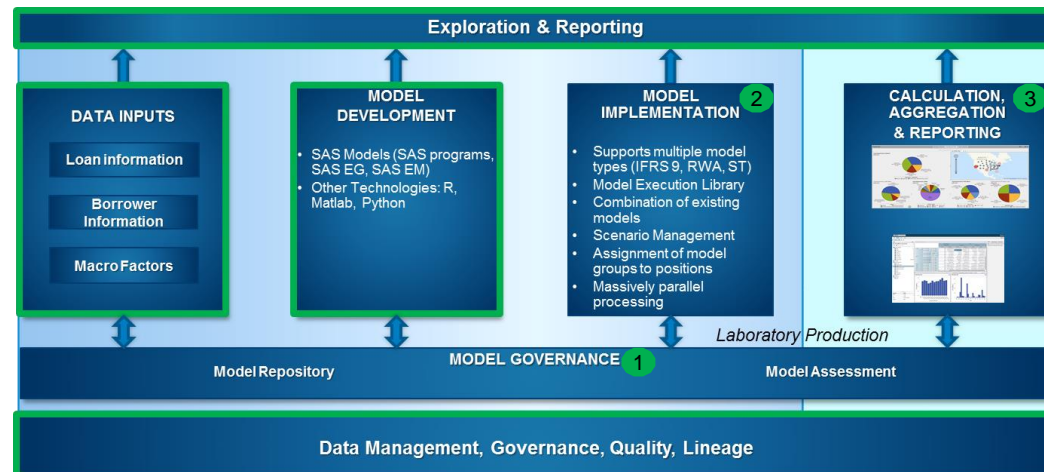 Exploration & Reporting
DATA INPUTS
Loan information
Borrower
Information
Macro Factors
MODEL
DEVELOPMENT
• SAS Models (SAS programs,
SAS EG, SAS EM)
• Other Technologies: R,
Matlab, Python
MODEL
IMPLEMENTATION
2
• Supports multiple model
types (IFRS 9, RWA, ST)
• Model Execution Library
• Combination of existing
models
• Scenario Management
• Assignment of model
groups to positions
• Massively parallel
processing
CALCULATION,
AGGREGATION
& REPORTING
3
Laboratory Production
MODEL GOVERNANCE 1
Model Repository
Model Assessment
Data Management, Governance, Quality, Lineage